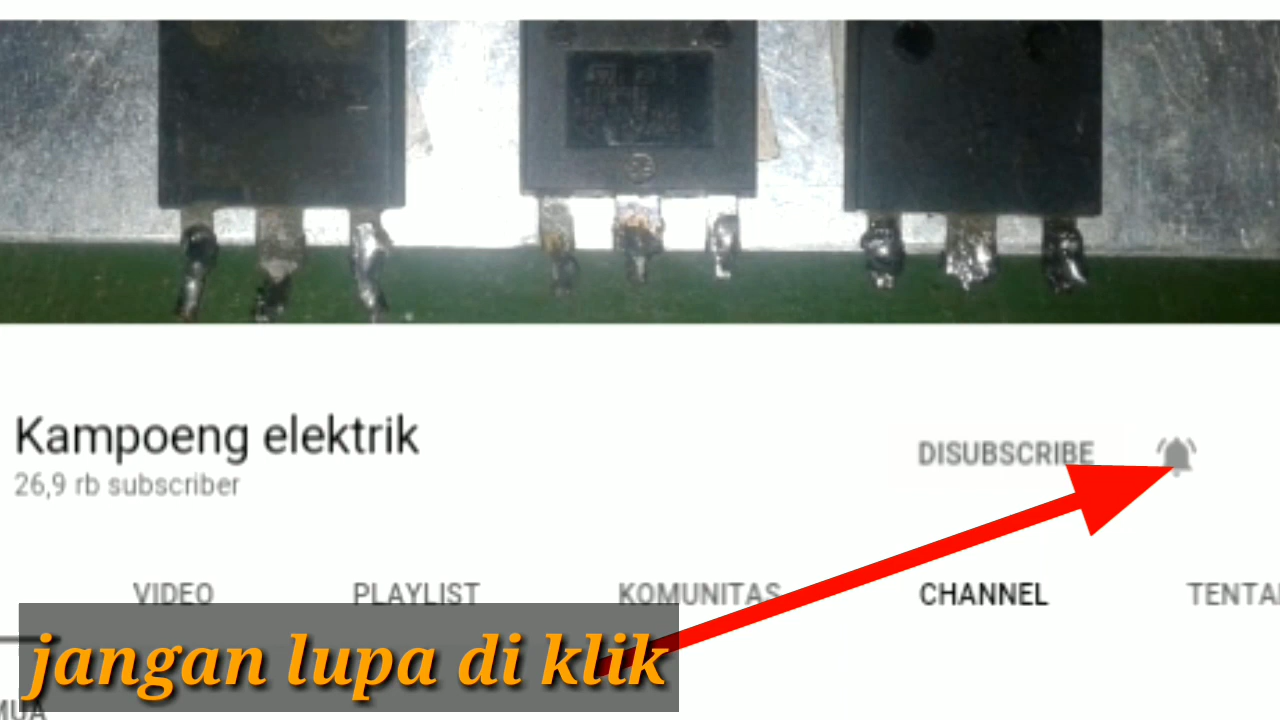 Kampoeng elektrik
26,9 rb subscriber
DISUBSCRIBE
VIDEO PLAYLIST KOMUNITAS CHANNEL
jangan lupa di klik